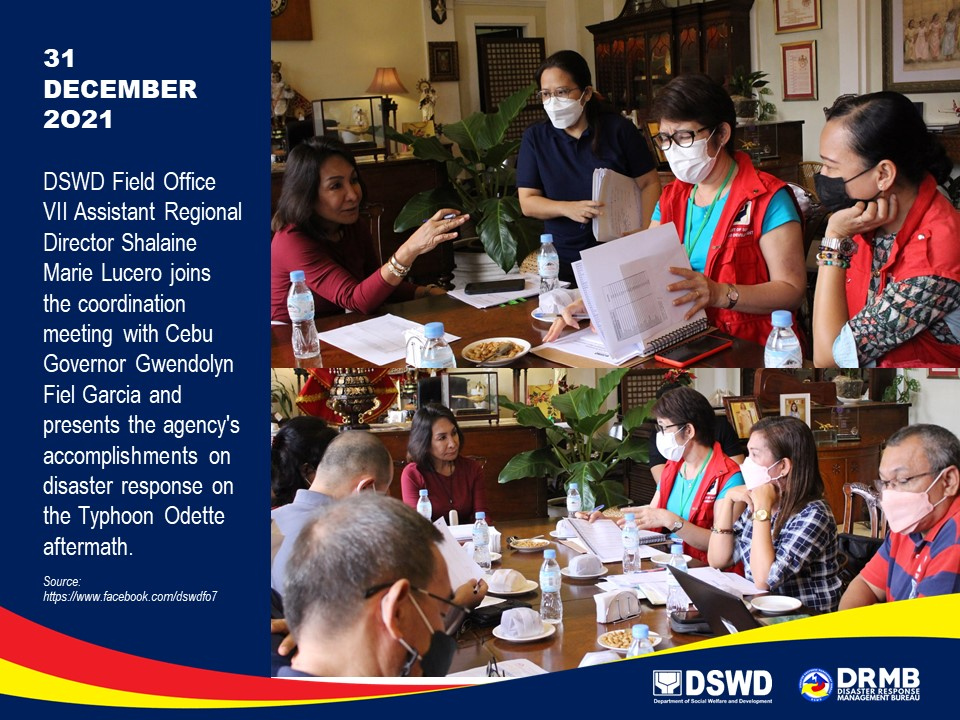 31
DECEMBER
2O21
DSWD Field Office
VII Assistant Regional
Director Shalaine
Marie Lucero joins
the coordination
meeting with Cebu
Governor Gwendolyn
Fiel Garcia and
presents the agency's
accomplishments on
disaster response on
the Typhoon Odette
aftermath.
Source:
https://www.facebook.com/dswdfo7
DSWD
Department of Social Welfare and Development
DRMB
DISASTER RESPONSE
MANAGEMENT BUREAU